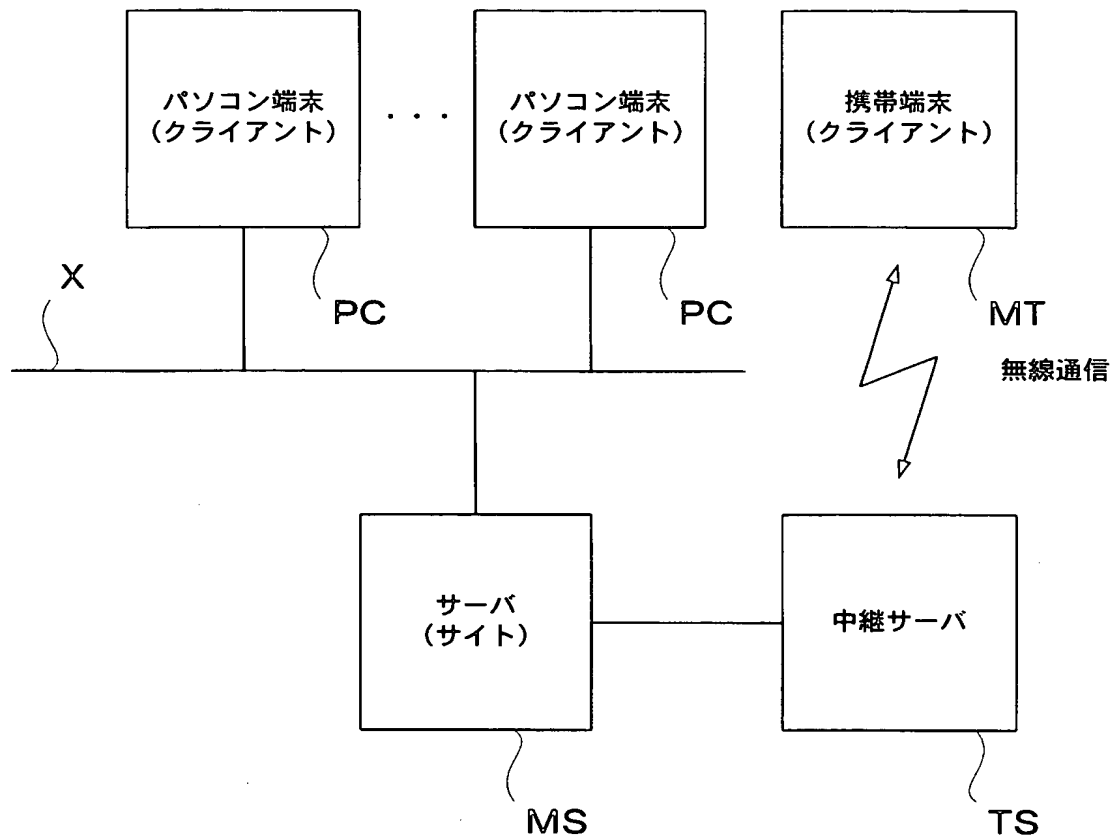 パソコン端末
(クライアント)
・・・
パソコン端末
(クライアント)
携帯端末
(クライアント)
X
PC
PC
MT
無線通信
サーバ
(サイト)
中継サーバ
MS
TS